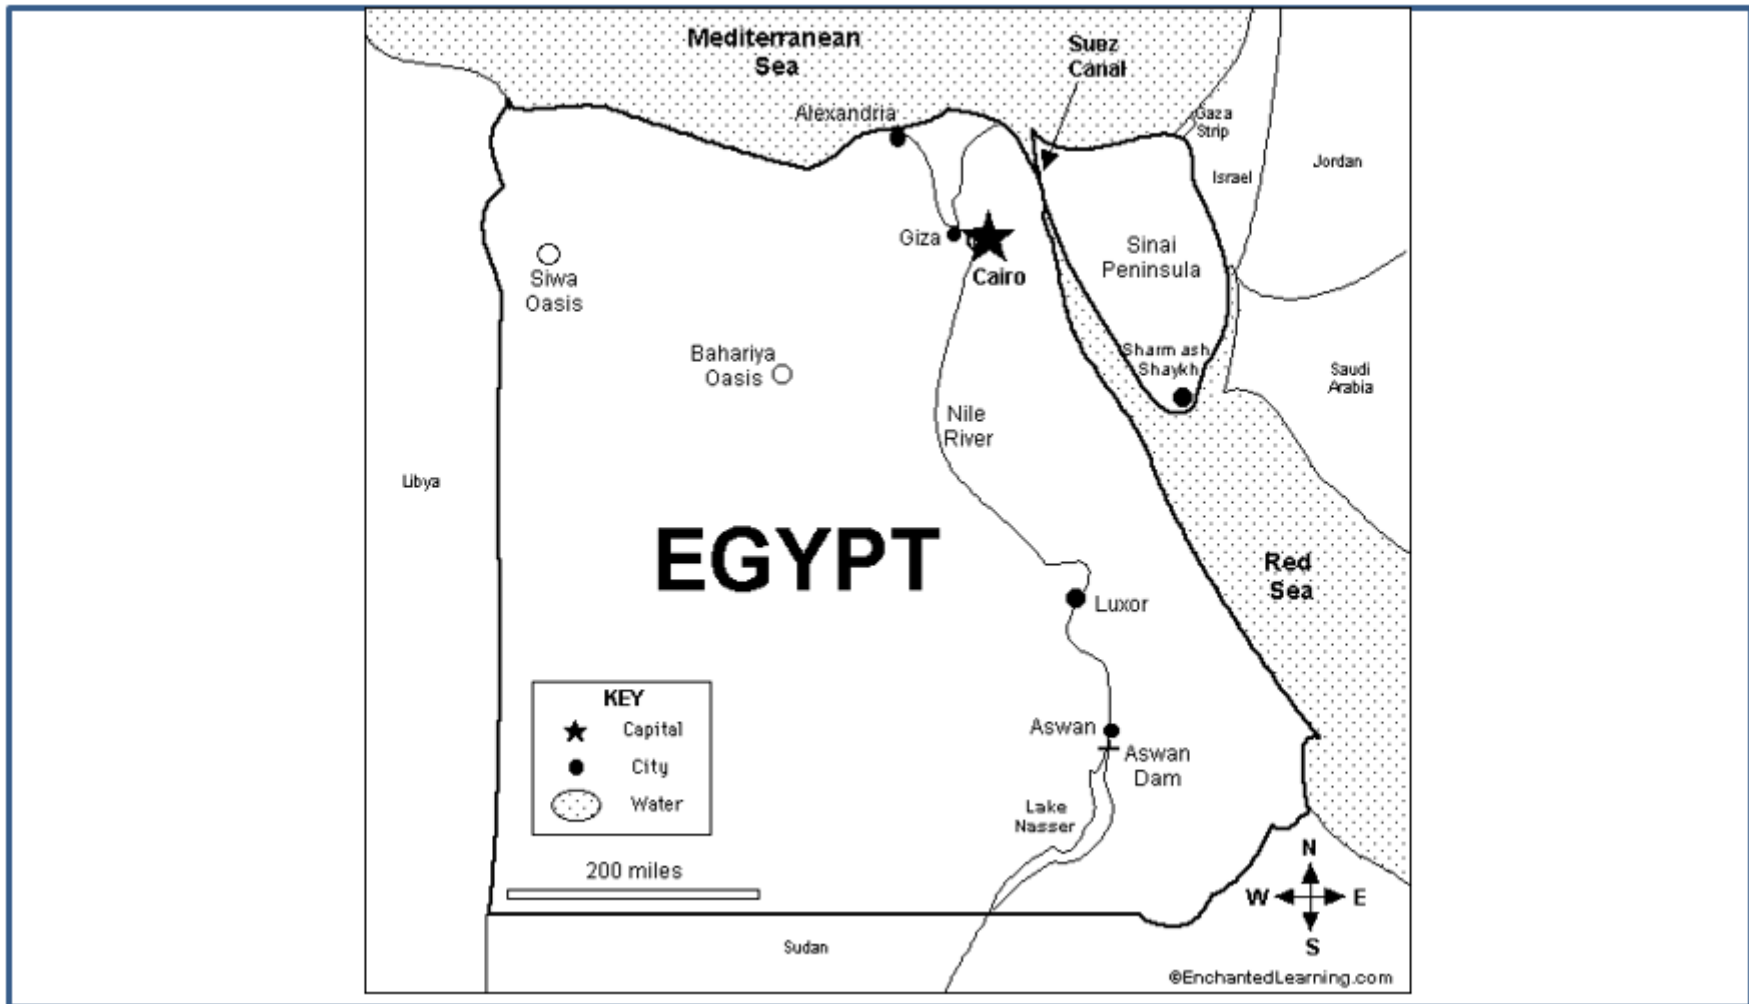 Mediterranean
Sea
Suez
Canal
Alexandria
Gaza
Strip
Jordan
Israel
Giza
Cairo
Sinai
Peninsula
Siwa
Oasis
Bahariya
Oasis
Sharm ash
Shaykh
Saudi
Arabia
Nile
River
Libya
EGYPT
Red
Sea
Luxor
KEY
Capital
City
Water
Aswan
Aswan
Dam
Lake
Nasser
200 miles
N
W E
S
Sudan
©EnchantedLearning.com